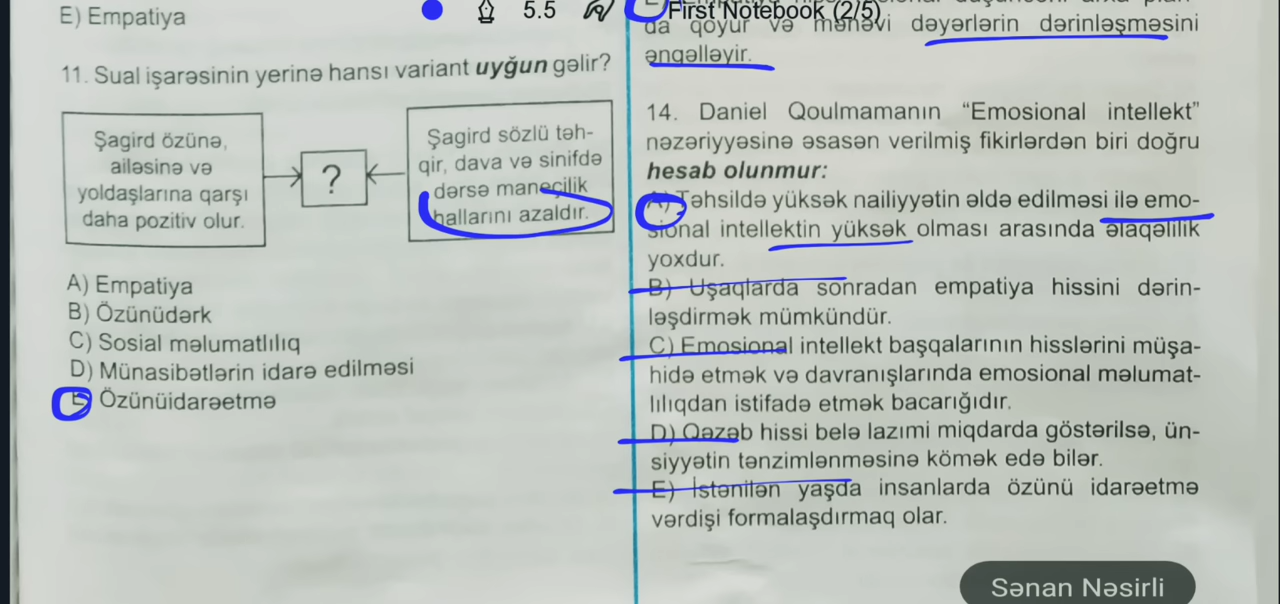 E) Empatiya
5.5
First Notebook (2/5)
11. Sual işarəsinin yerinə hansı variant uyğun gəlir?
Şagird özünə,
ailəsinə və
yoldaşlarına qarşı
daha pozitiv olur.
?
Şagird sözlü təh-
qir, dava və sinifdə
dərsə maneçilik
hallarını azaldır.
A) Empatiya
B) Özünüdərk
C) Sosial məlumatlılıq
D) Münasibətlərin idarə edilməsi
E) Özünüidarəetmə
da qoyur və mənəvi dəyərlərin dərinləşməsini
əngəlləyir.
14. Daniel Qoulmamanın “Emosional intellekt”
nəzəriyyəsinə əsasən verilmiş fikirlərdən biri doğru
hesab olunmur:
A) Təhsildə yüksək nailiyyətin əldə edilməsi ilə emo-
sional intellektin yüksək olması arasında əlaqəlilik
yoxdur.
B) Uşaqlarda sonradan empatiya hissini dərin-
ləşdirmək mümkündür.
C) Emosional intellekt başqalarının hisslərini müşa-
hidə etmək və davranışlarında emosional məlumat-
lılıqdan istifadə etmək bacarığıdır.
D) Qəzəb hissi belə lazımi miqdarda göstərilsə, ün-
siyyətin tənzimlənməsinə kömək edə bilər.
E) İstənilən yaşda insanlarda özünü idarəetmə
vərdişi formalaşdırmaq olar.
Sənan Nəsirli